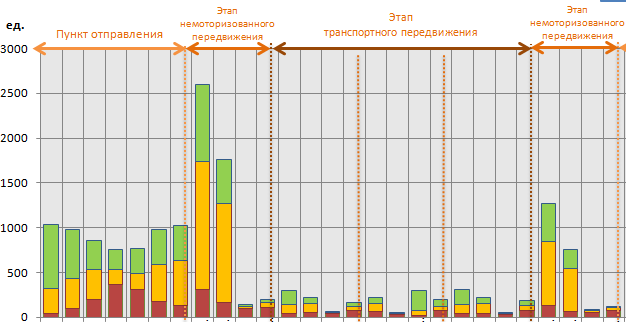 ед.
Пункт отправления
Этап
немоторизованного
передвижения
Этап
транспортного передвижения
Этап
немоторизованного
передвижения
3000
2500
2000
1500
1000
500
0